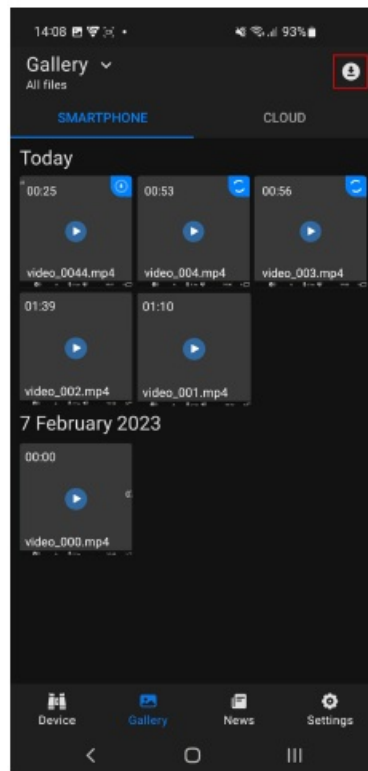 14:08 93%
Gallery
All files
SMARTPHONE CLOUD
Today
00:25 00:53 00:56
video_0044.mp4 video_004.mp4 video_003.mp4
01:39 01:10
video_002.mp4 video_001.mp4
7 February 2023
00:00
video_000.mp4
Device Gallery News Settings